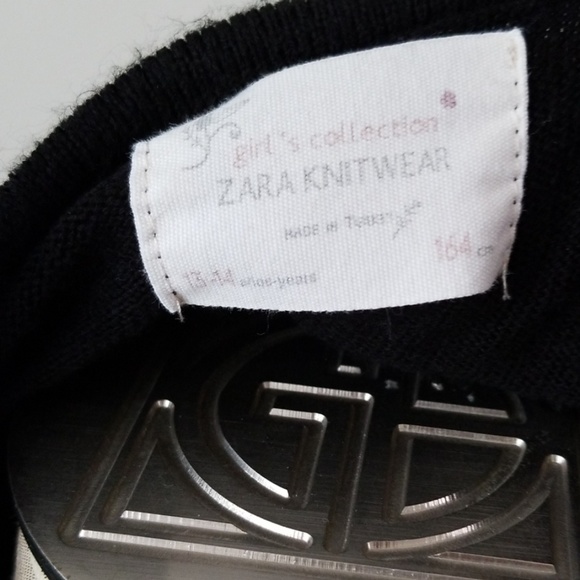 girl's collection
ZARA KNITWEAR
MADE IN TURKEY
13-14 años-years
164 cm